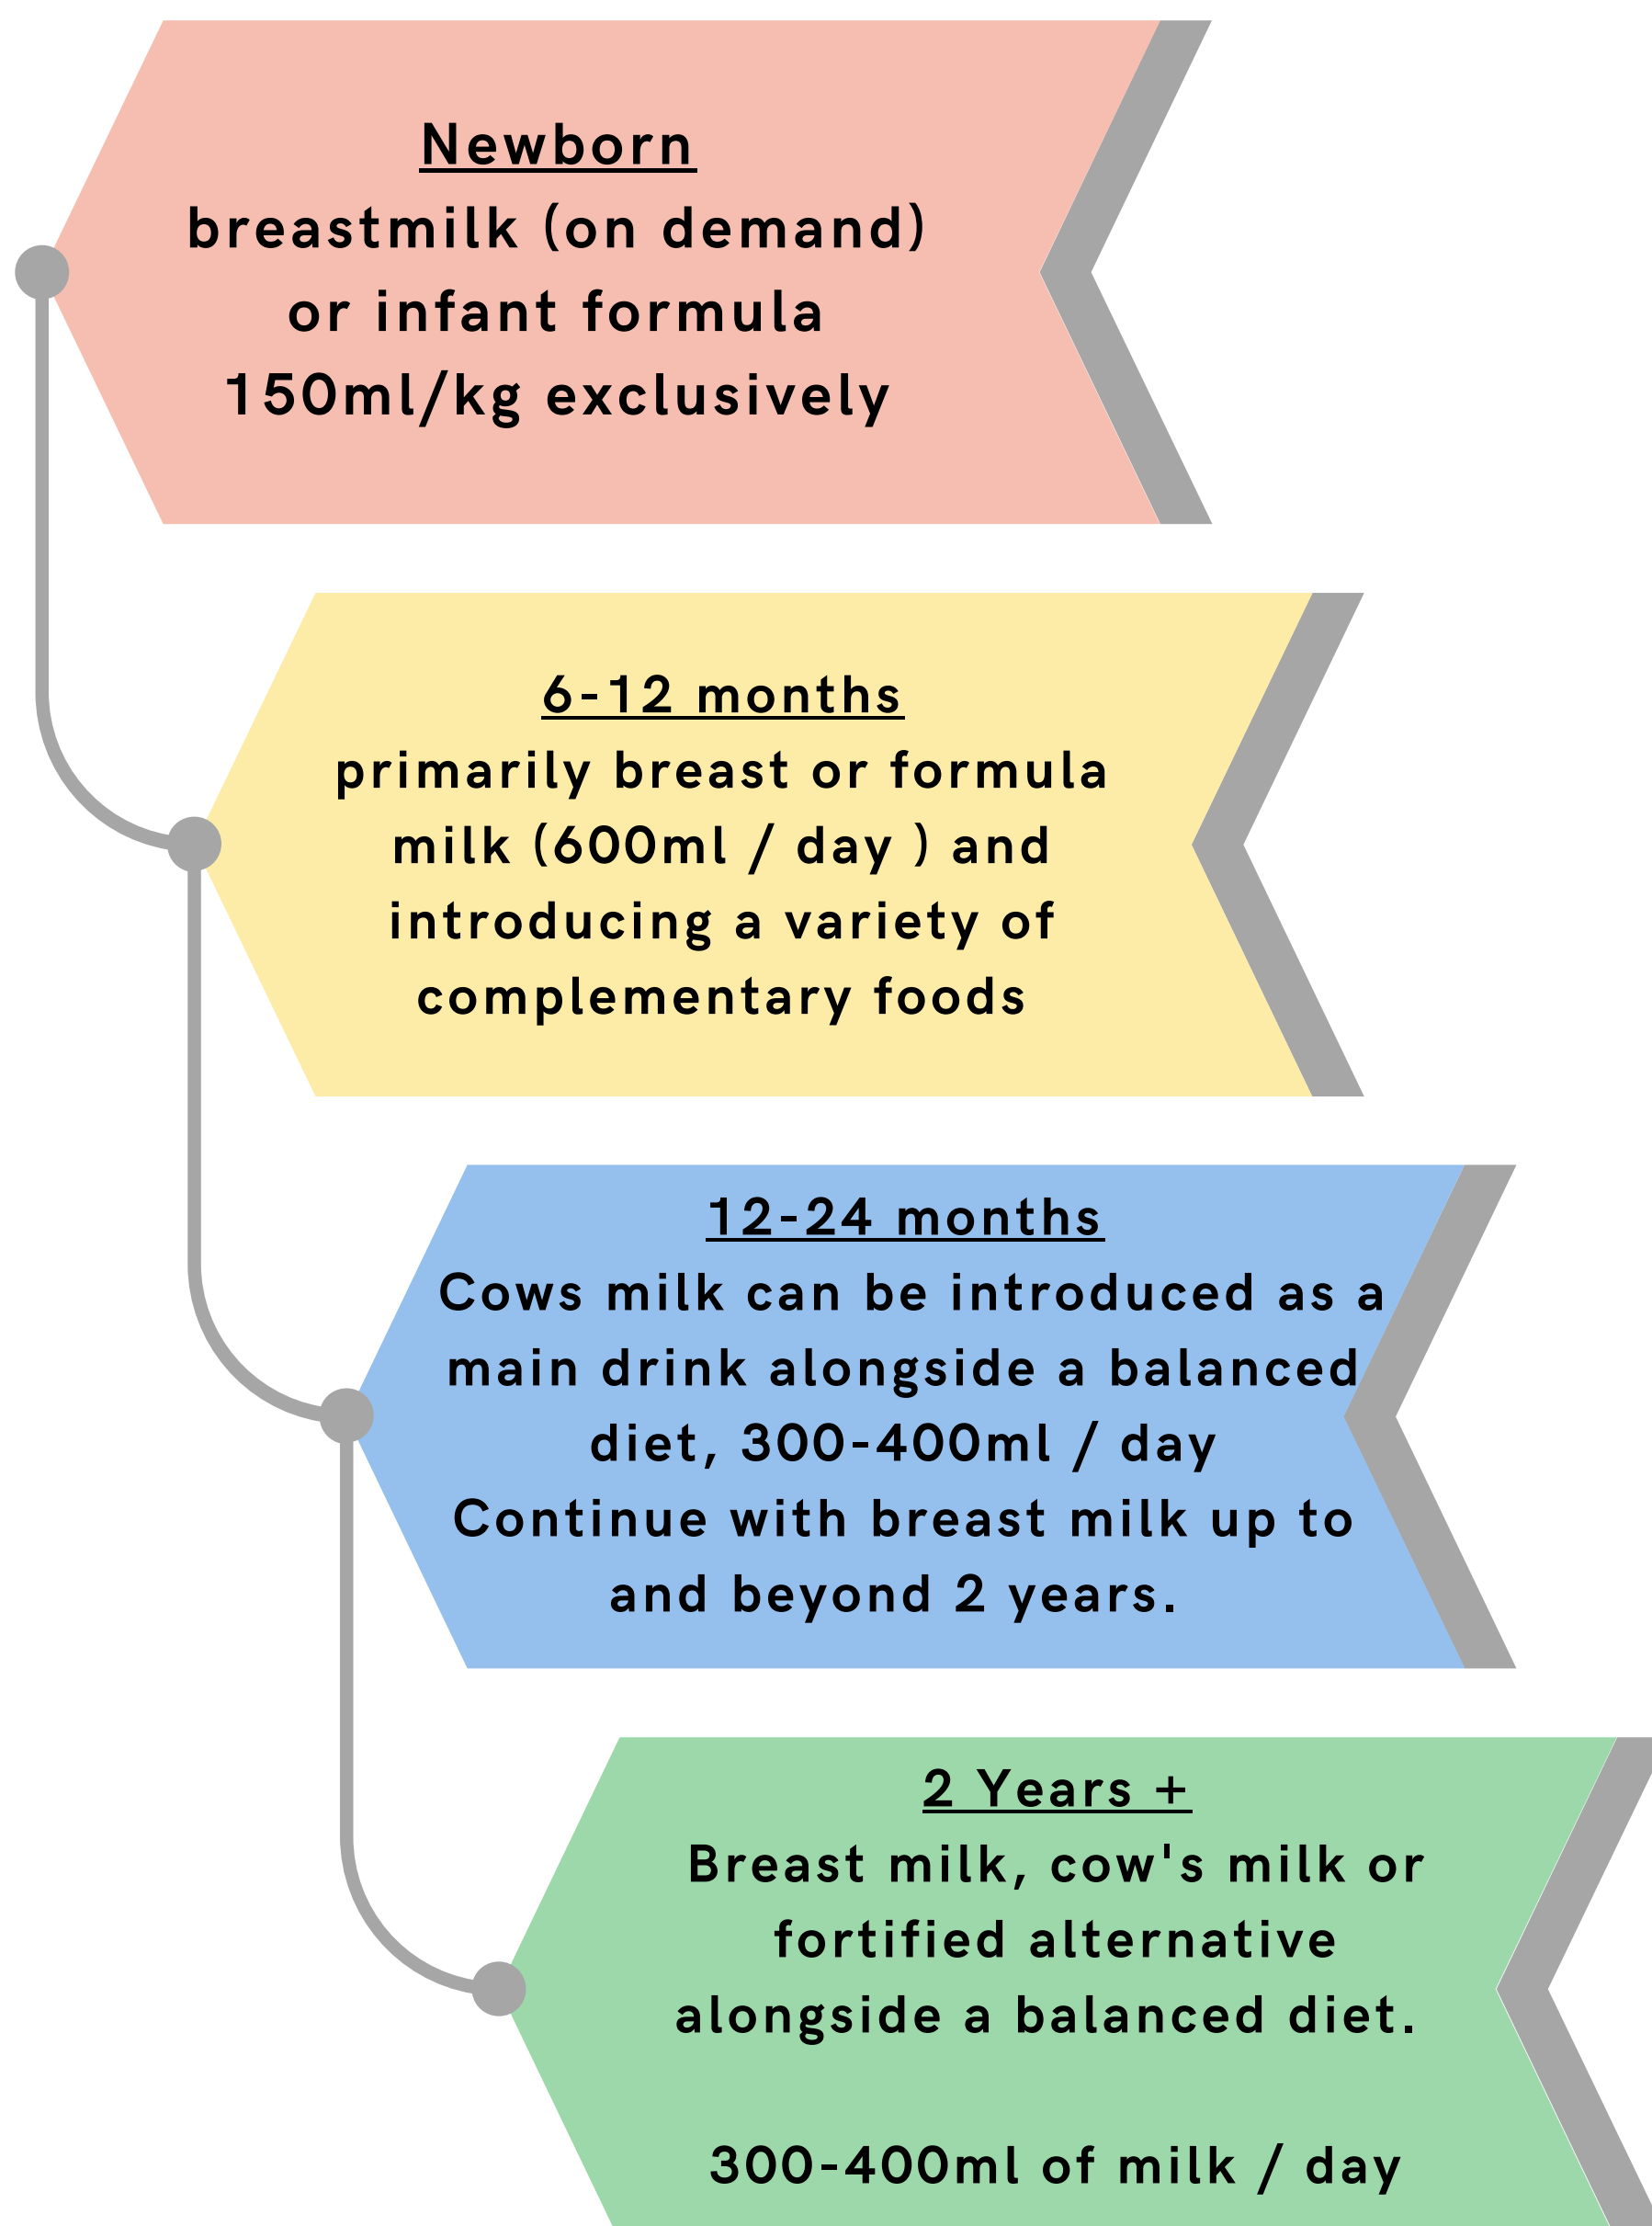 Newborn
breastmilk (on demand)
or infant formula
150ml/kg exclusively
6-12 months
primarily breast or formula
milk (600ml / day ) and
introducing a variety of
complementary foods
12-24 months
Cows milk can be introduced as a
main drink alongside a balanced
diet, 300-400ml / day
Continue with breast milk up to
and beyond 2 years.
2 Years +
Breast milk, cow's milk or
fortified alternative
alongside a balanced diet.
300-400ml of milk / day